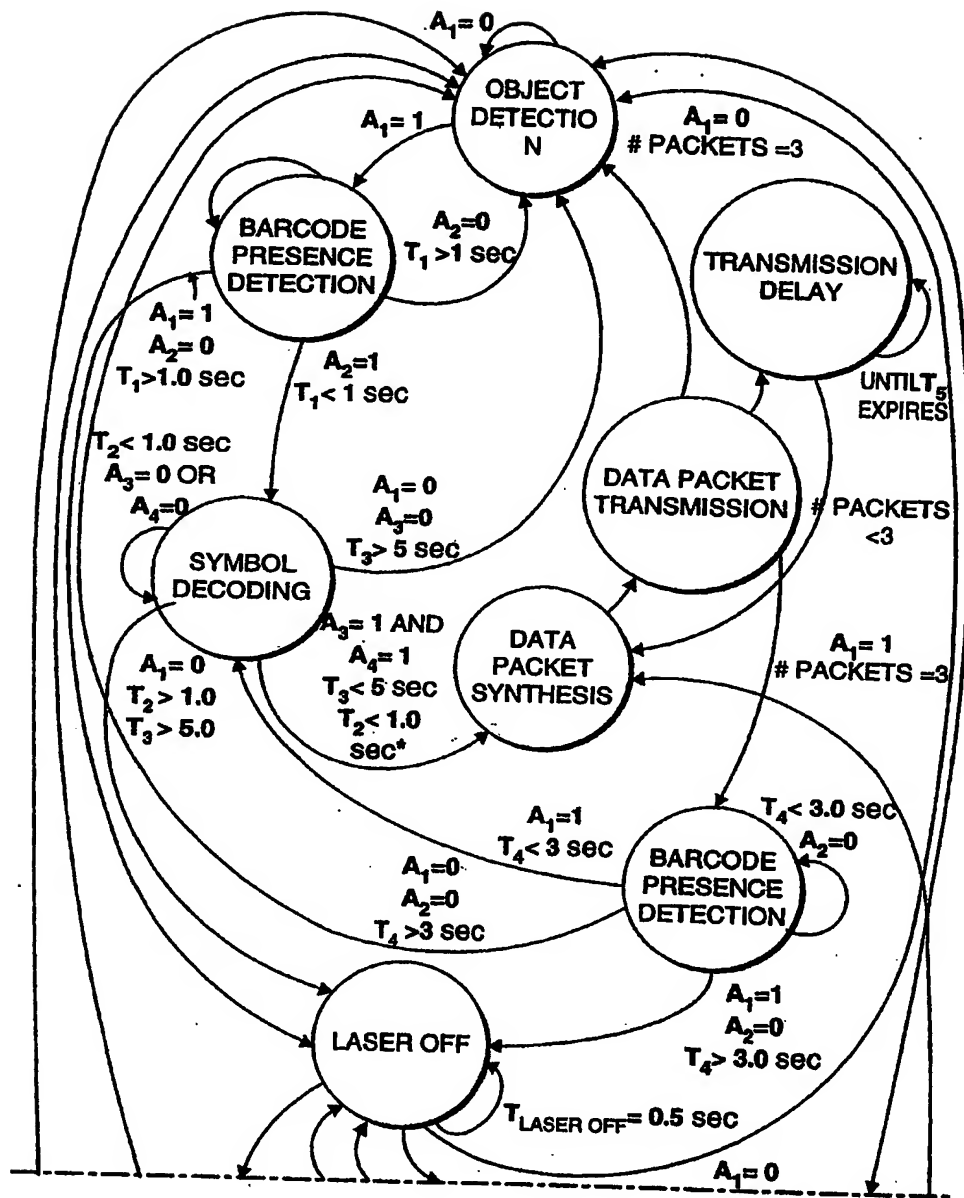 A₁= 0
OBJECT
DETECTIO
N
A₁= 1
A₁= 0
# PACKETS =3
BARCODE
PRESENCE
DETECTION
A₂=0
T₁ >1 sec
TRANSMISSION
DELAY
A₁= 1
A₂= 0
T₁>1.0 sec
A₂=1
T₁< 1 sec
UNTIL T₅
EXPIRES
T₂< 1.0 sec
A₃= 0 OR
A₄=0
A₁= 0
A₃=0
T₃> 5 sec
DATA PACKET
TRANSMISSION
# PACKETS
<3
SYMBOL
DECODING
A₃= 1 AND
A₄= 1
T₃< 5 sec
T₂< 1.0
sec*
DATA
PACKET
SYNTHESIS
A₁= 1
# PACKETS =3
A₁= 0
T₂ > 1.0
T₃ > 5.0
A₁=1
T₄< 3 sec
T₄< 3.0 sec
A₂=0
BARCODE
PRESENCE
DETECTION
A₁=0
A₂=0
T₄ >3 sec
A₁=1
A₂=0
T₄> 3.0 sec
LASER OFF
T LASER OFF = 0.5 sec
A₁= 0